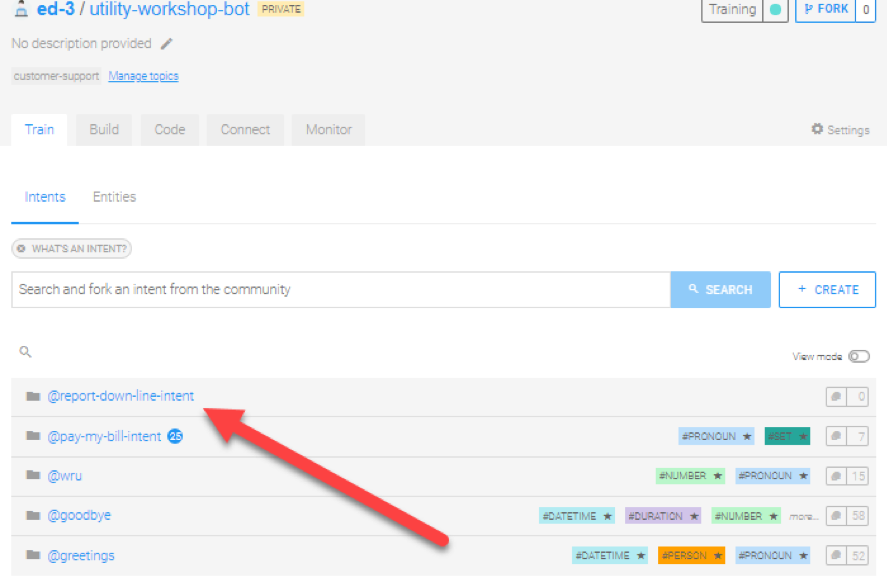 ed-3 / utility-workshop-bot PRIVATE Training FORK 0
No description provided
customer-support Manage topics
Train Build Code Connect Monitor Settings
Intents Entities
WHAT'S AN INTENT?
Search and fork an intent from the community SEARCH + CREATE
View mode
@report-down-line-intent 0
@pay-my-bill-intent 25 #PRONOUN ★ #SET ★ 7
@wru #NUMBER ★ #PRONOUN ★ 15
@goodbye #DATETIME ★ #DURATION ★ #NUMBER ★ more... 58
@greetings #DATETIME ★ #PERSON ★ #PRONOUN ★ 52